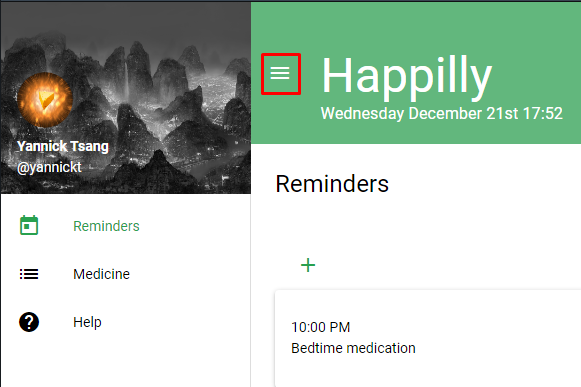 Yannick Tsang
@yannickt
Reminders
Medicine
Help
Happilly
Wednesday December 21st 17:52
Reminders
+
10:00 PM
Bedtime medication